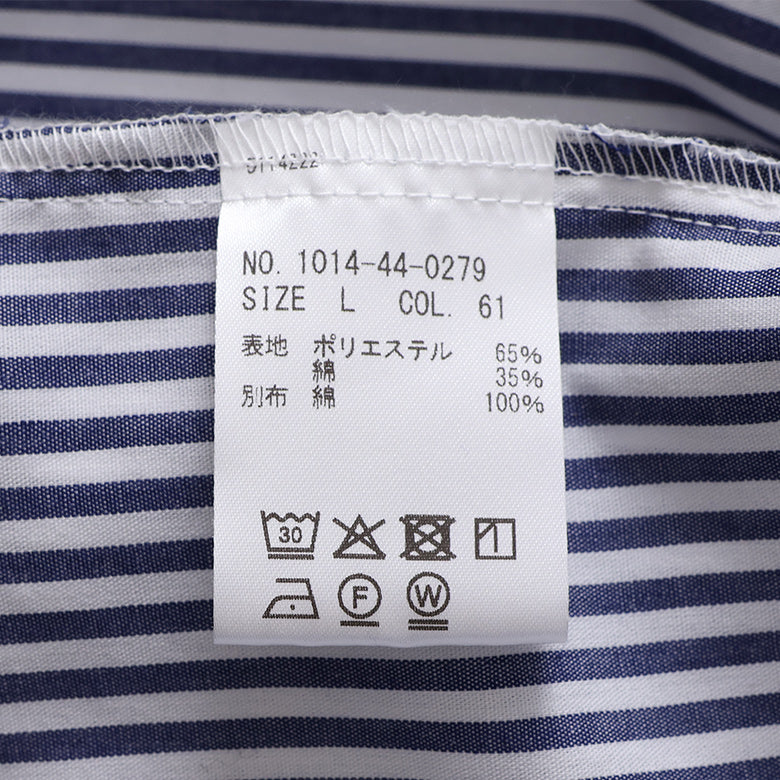 NO. 1014-44-0279
SIZE L COL. 61
表地 ポリエステル 65%
綿 35%
別布 綿 100%
30
F W